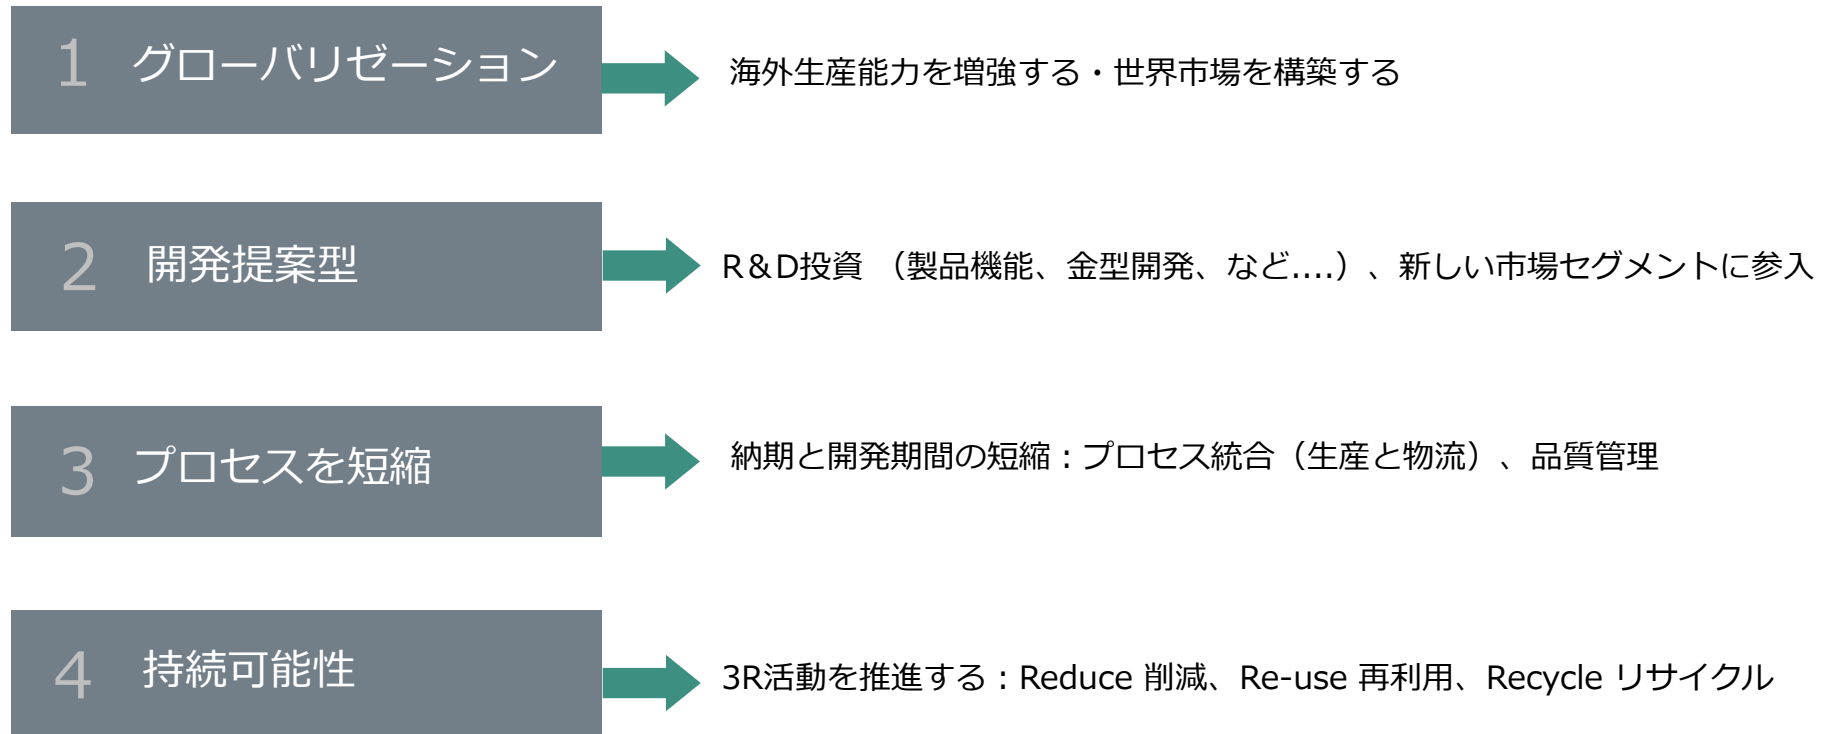 1 グローバリゼーション
海外生産能力を増強する・世界市場を構築する
2 開発提案型
R＆D投資 （製品機能、金型開発、など....）、新しい市場セグメントに参入
3 プロセスを短縮
納期と開発期間の短縮：プロセス統合（生産と物流）、品質管理
4 持続可能性
3R活動を推進する：Reduce 削減、Re-use 再利用、Recycle リサイクル